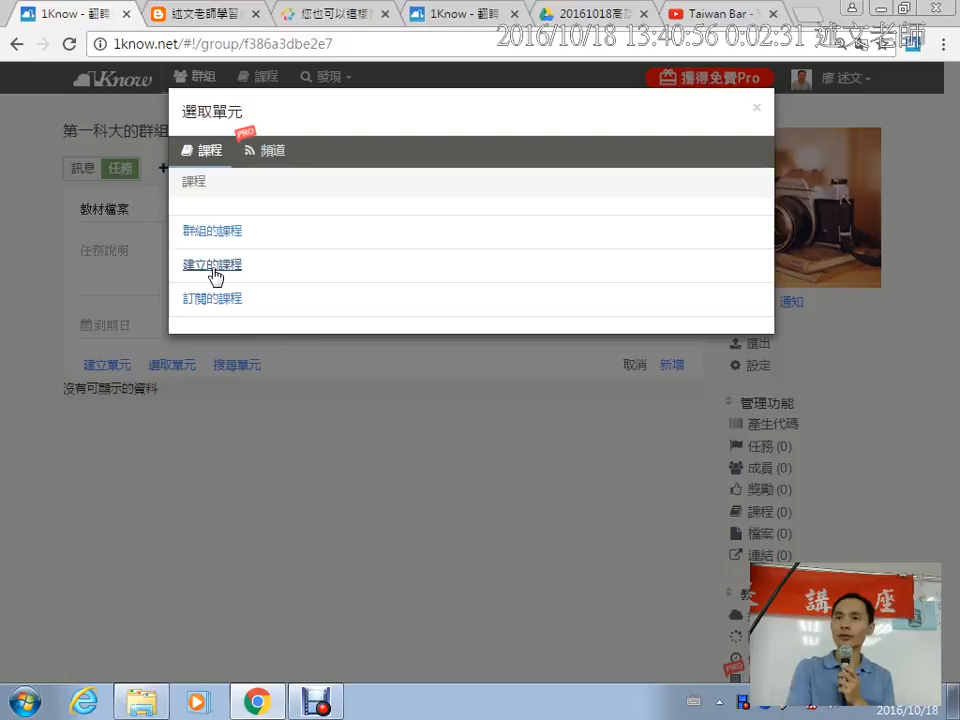 1Know - 翻轉
述文老師學習
您也可以這樣
1Know - 翻轉
20161018高
Taiwan Bar -
1know.net/#!/group/f386a3dbe2e7
2016/10/18 13:40:56 0:02:31 述文老師
1Know
群組
課程
發現
獲得免費Pro
廖 述文
選取單元
×
第一科大的群組
PRO
課程
頻道
訊息
任務
課程
教材檔案
群組的課程
任務說明
建立的課程
訂閱的課程
通知
到期日
匯出
建立單元
選取單元
搜尋單元
取消
新增
設定
沒有可顯示的資料
管理功能
產生代碼
任務 (0)
成員 (0)
獎勵 (0)
課程 (0)
檔案 (0)
連結 (0)
講 座
PRO
2016/10/18